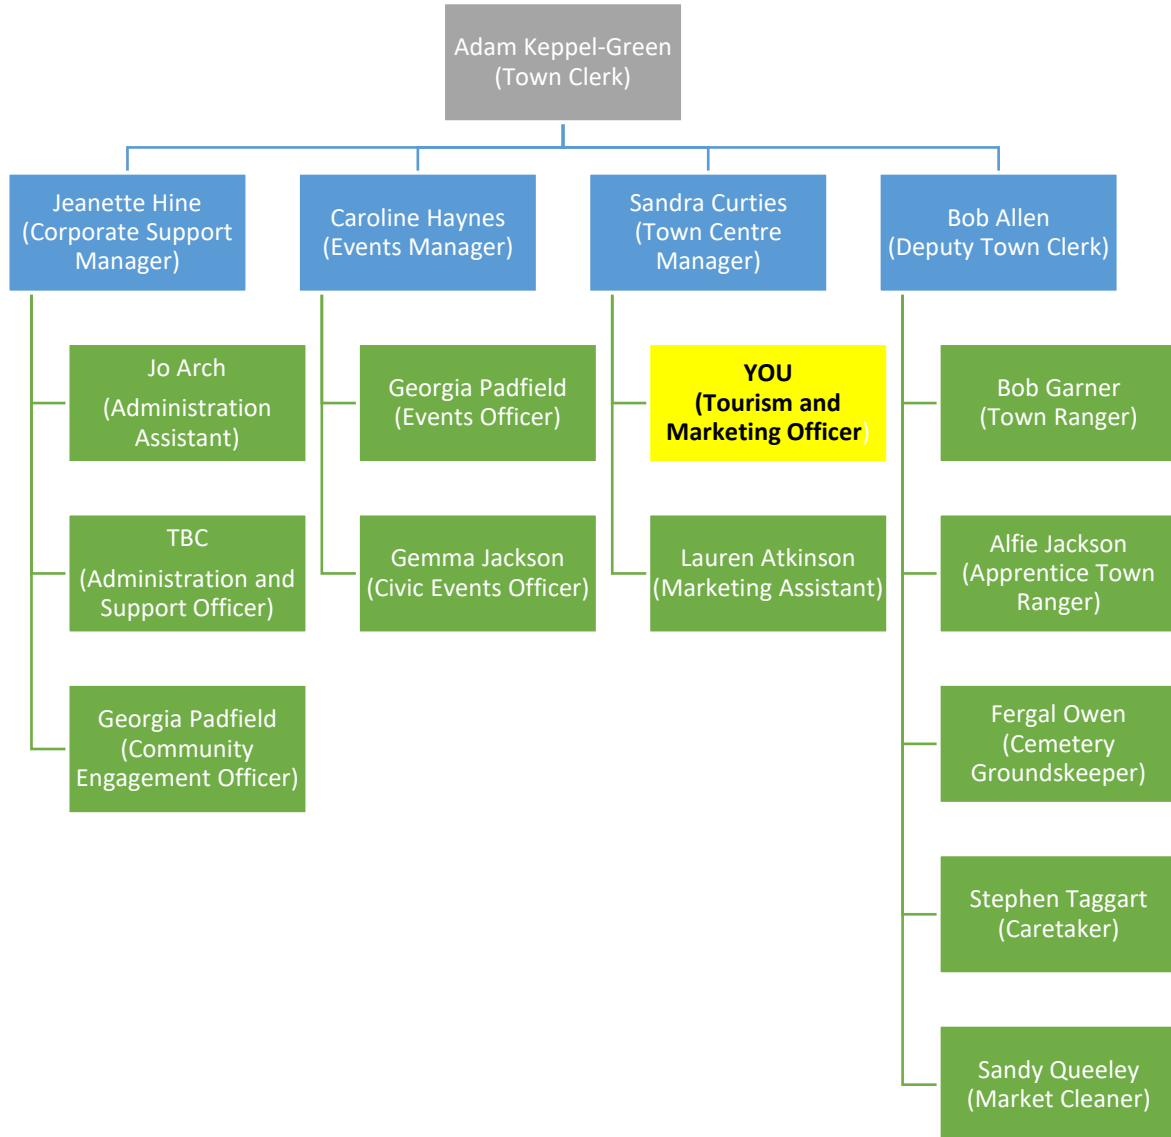 Adam Keppel-Green
(Town Clerk)
Jeanette Hine
(Corporate Support
Manager)
Caroline Haynes
(Events Manager)
Sandra Curties
(Town Centre
Manager)
Bob Allen
(Deputy Town Clerk)
Jo Arch
(Administration
Assistant)
TBC
(Administration and
Support Officer)
Georgia Padfield
(Community
Engagement Officer)
Georgia Padfield
(Events Officer)
Gemma Jackson
(Civic Events Officer)
YOU
(Tourism and
Marketing Officer)
Lauren Atkinson
(Marketing Assistant)
Bob Garner
(Town Ranger)
Alfie Jackson
(Apprentice Town
Ranger)
Fergal Owen
(Cemetery
Groundskeeper)
Stephen Taggart
(Caretaker)
Sandy Queeley
(Market Cleaner)